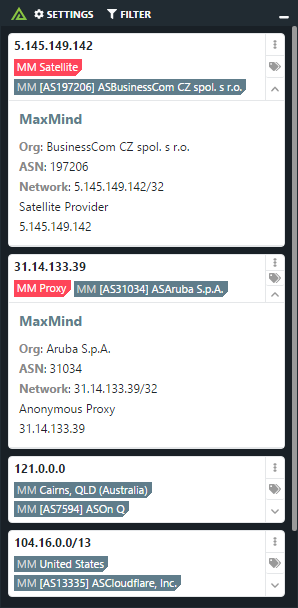 SETTINGS FILTER
5.145.149.142
MM Satellite
MM [AS197206] ASBusinessCom CZ spol. s r.o.
MaxMind
Org: BusinessCom CZ spol. s r.o.
ASN: 197206
Network: 5.145.149.142/32
Satellite Provider
5.145.149.142
31.14.133.39
MM Proxy MM [AS31034] ASAruba S.p.A.
MaxMind
Org: Aruba S.p.A.
ASN: 31034
Network: 31.14.133.39/32
Anonymous Proxy
31.14.133.39
121.0.0.0
MM Cairns, QLD (Australia)
MM [AS7594] ASOn Q
104.16.0.0/13
MM United States
MM [AS13335] ASCloudflare, Inc.